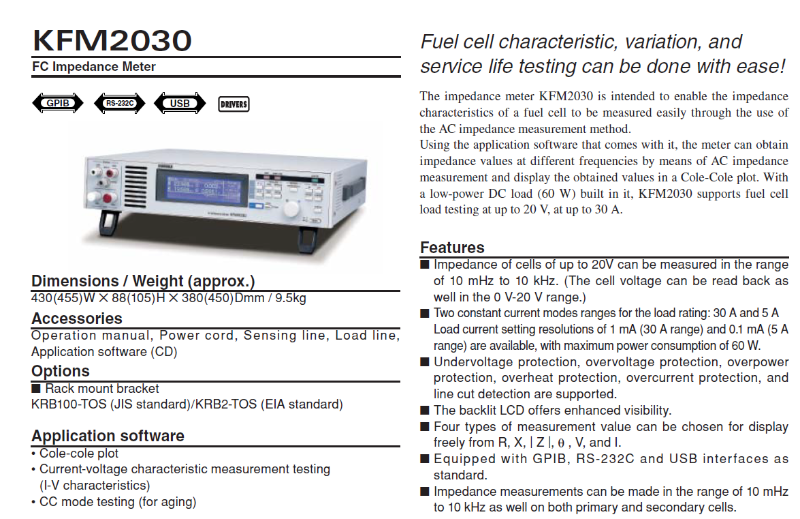 KFM2030
FC Impedance Meter
GPIB
RS-232C
USB
DRIVERS
Dimensions / Weight (approx.)
430(455)W X 88(105)H X 380(450)Dmm / 9.5kg
Accessories
Operation manual, Power cord, Sensing line, Load line,
Application software (CD)
Options
■ Rack mount bracket
KRB100-TOS (JIS standard)/KRB2-TOS (EIA standard)
Application software
• Cole-cole plot
• Current-voltage characteristic measurement testing
(I-V characteristics)
• CC mode testing (for aging)
Fuel cell characteristic, variation, and
service life testing can be done with ease!
The impedance meter KFM2030 is intended to enable the impedance
characteristics of a fuel cell to be measured easily through the use of
the AC impedance measurement method.
Using the application software that comes with it, the meter can obtain
impedance values at different frequencies by means of AC impedance
measurement and display the obtained values in a Cole-Cole plot. With
a low-power DC load (60 W) built in it, KFM2030 supports fuel cell
load testing at up to 20 V, at up to 30 A.
Features
■ Impedance of cells of up to 20V can be measured in the range
of 10 mHz to 10 kHz. (The cell voltage can be read back as
well in the 0 V-20 V range.)
■ Two constant current modes ranges for the load rating: 30 A and 5 A
Load current setting resolutions of 1 mA (30 A range) and 0.1 mA (5 A
range) are available, with maximum power consumption of 60 W.
■ Undervoltage protection, overvoltage protection, overpower
protection, overheat protection, overcurrent protection, and
line cut detection are supported.
■ The backlit LCD offers enhanced visibility.
■ Four types of measurement value can be chosen for display
freely from R, X, | Z |, θ , V, and I.
■ Equipped with GPIB, RS-232C and USB interfaces as
standard.
■ Impedance measurements can be made in the range of 10 mHz
to 10 kHz as well on both primary and secondary cells.